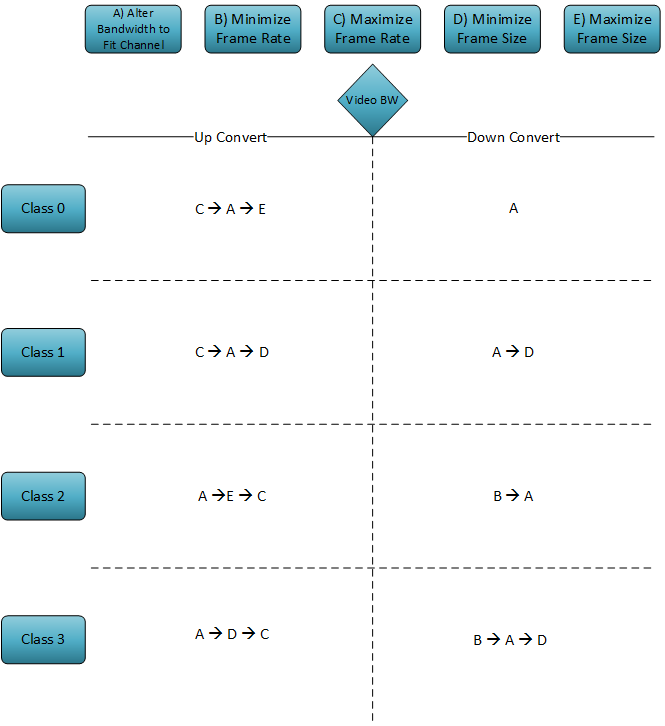 A) Alter
Bandwidth to
Fit Channel
B) Minimize
Frame Rate
C) Maximize
Frame Rate
D) Minimize
Frame Size
E) Maximize
Frame Size
Video BW
Up Convert
Down Convert
Class 0
C → A → E
A
Class 1
C → A → D
A → D
Class 2
A →E → C
B → A
Class 3
A → D → C
B → A → D